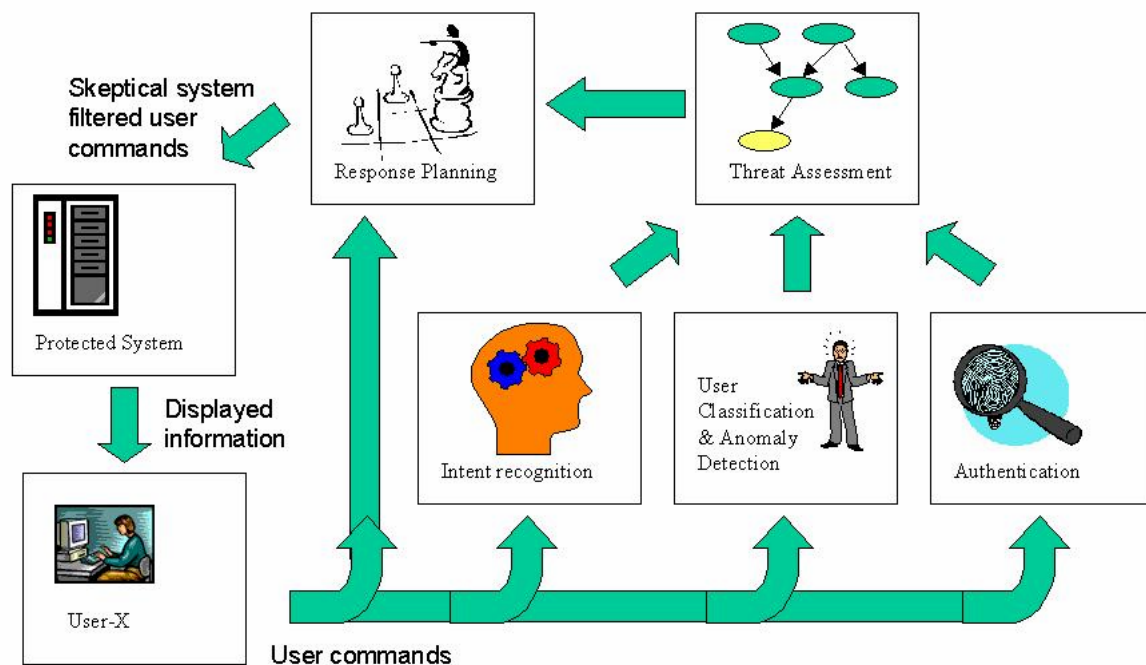 Skeptical system
filtered user
commands
Response Planning
Threat Assessment
Protected System
Displayed
information
Intent recognition
User
Classification
& Anomaly
Detection
Authentication
User-X
User commands